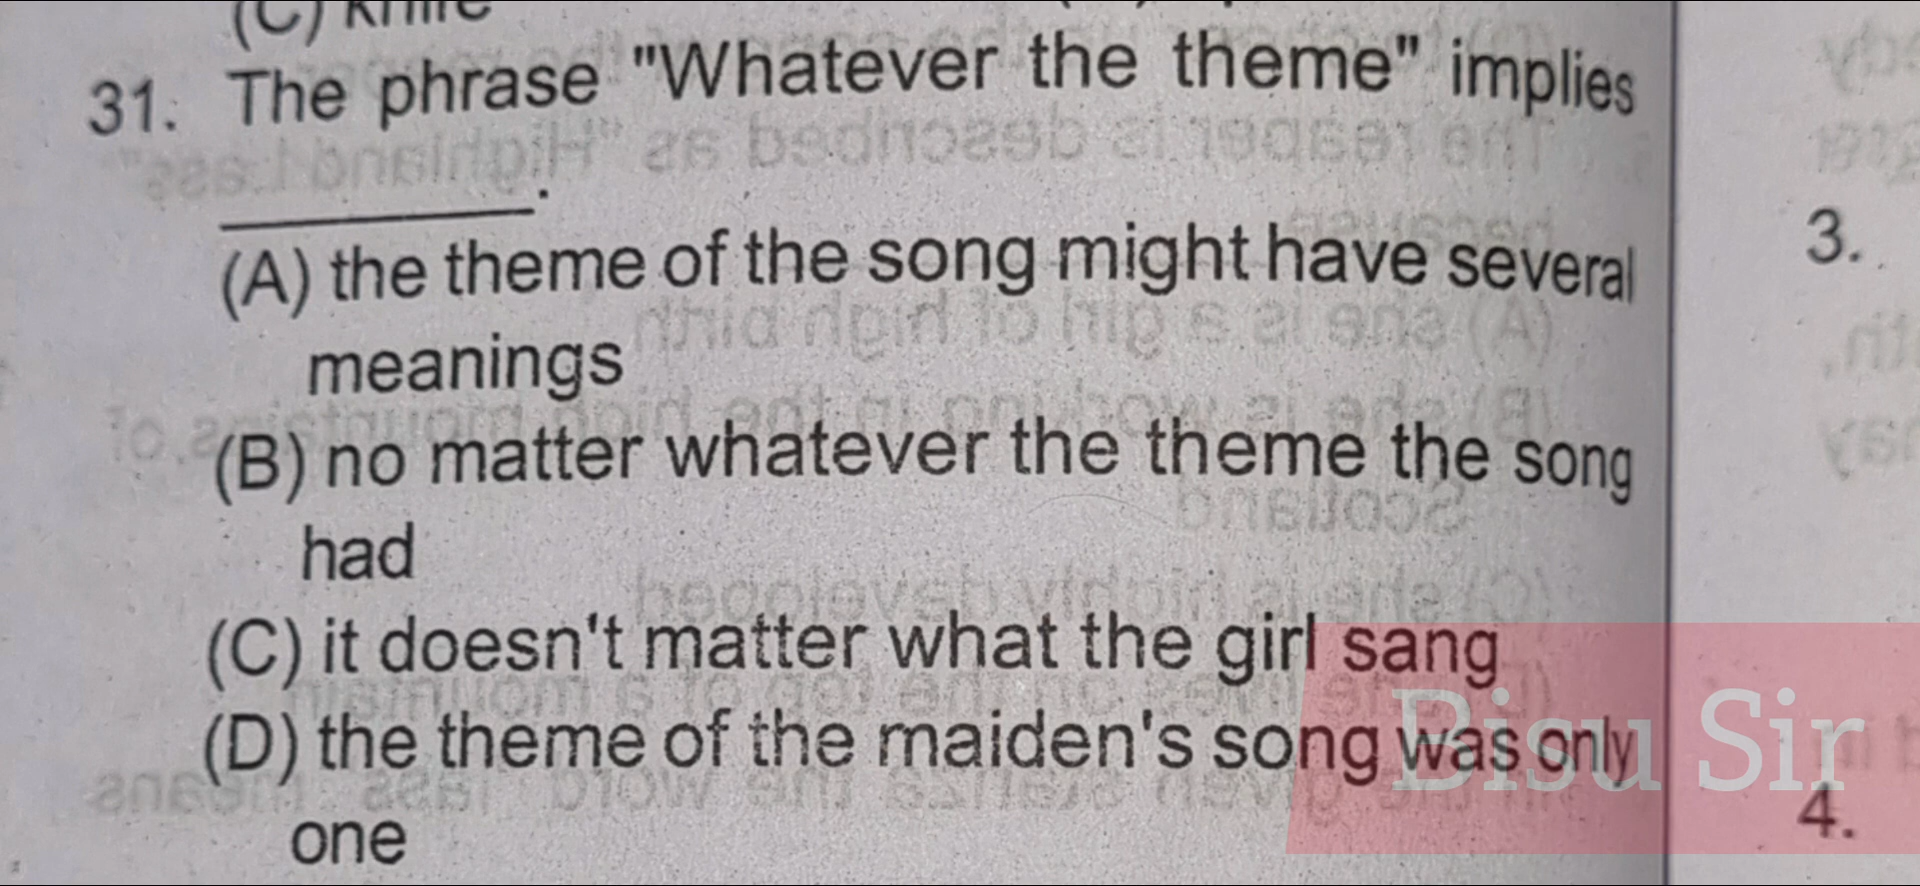 (C) knife
31. The phrase "Whatever the theme" implies
__________.
(A) the theme of the song might have several
meanings
(B) no matter whatever the theme the song
had
(C) it doesn't matter what the girl sang
(D) the theme of the maiden's song was only
one
3.
4.
Bisu Sir